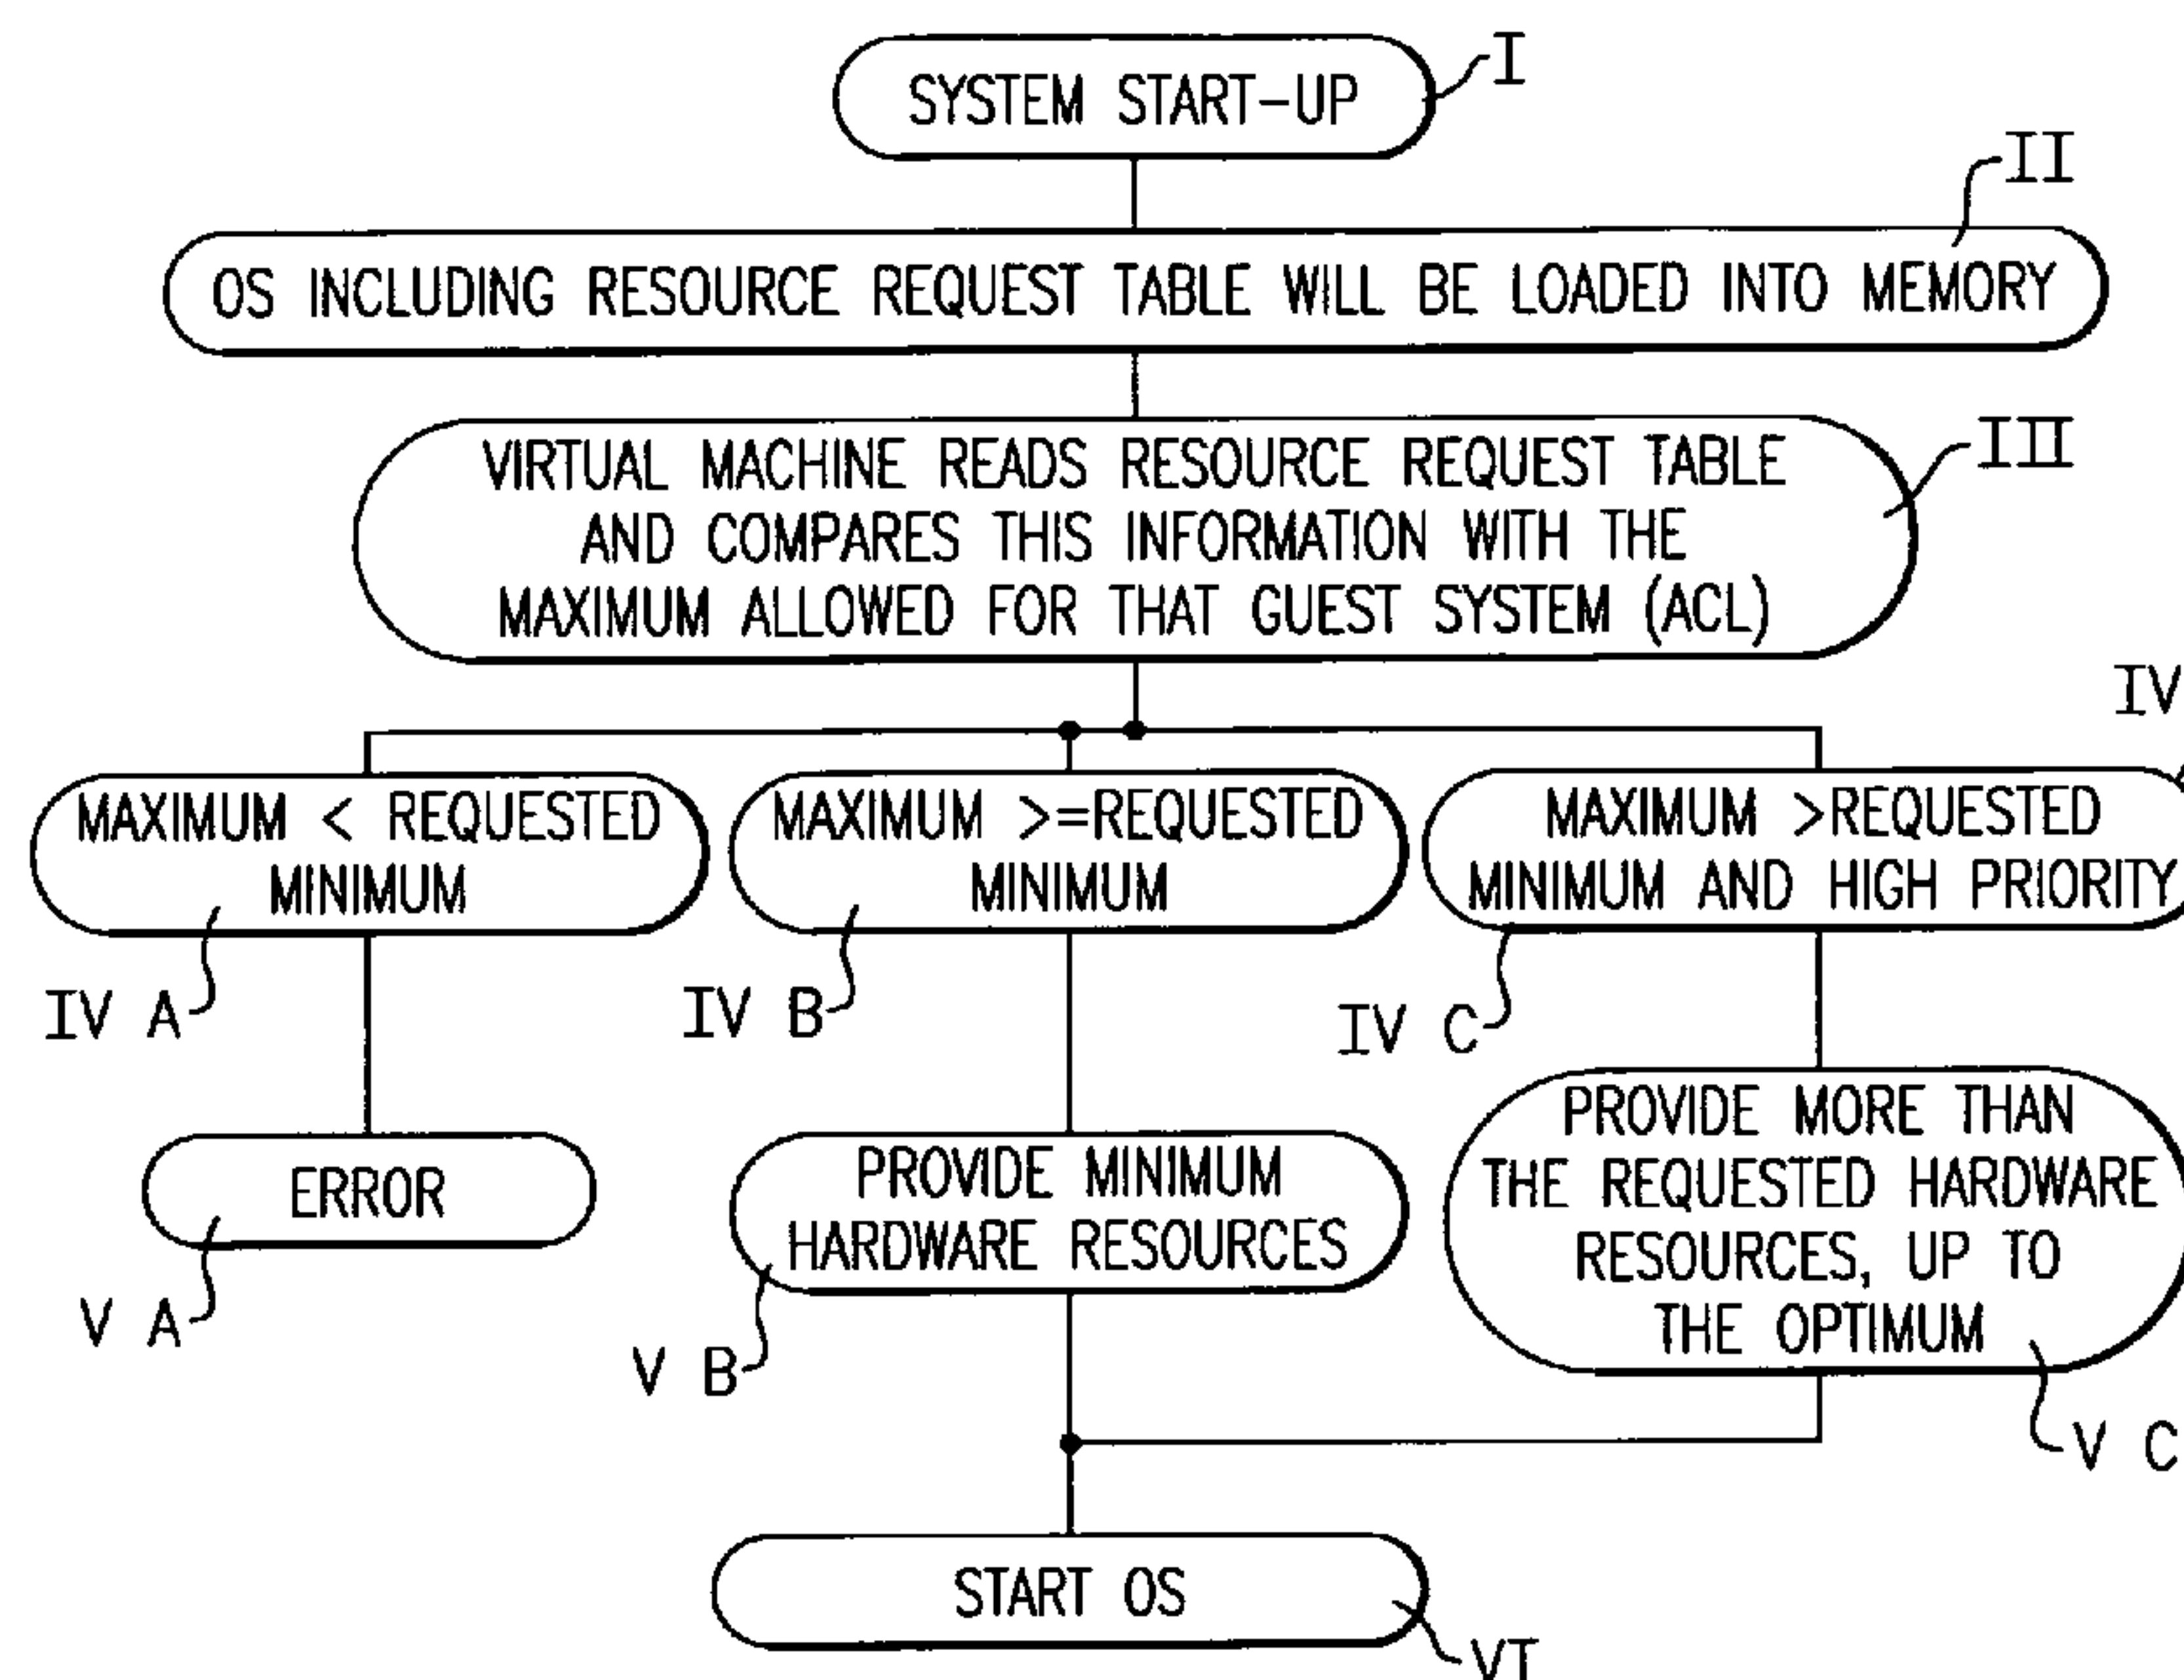 SYSTEM START-UP
I
II
OS INCLUDING RESOURCE REQUEST TABLE WILL BE LOADED INTO MEMORY
VIRTUAL MACHINE READS RESOURCE REQUEST TABLE
AND COMPARES THIS INFORMATION WITH THE
MAXIMUM ALLOWED FOR THAT GUEST SYSTEM (ACL)
III
IV
MAXIMUM < REQUESTED
MINIMUM
MAXIMUM >=REQUESTED
MINIMUM
MAXIMUM >REQUESTED
MINIMUM AND HIGH PRIORITY
IV A
IV B
IV C
ERROR
PROVIDE MINIMUM
HARDWARE RESOURCES
PROVIDE MORE THAN
THE REQUESTED HARDWARE
RESOURCES, UP TO
THE OPTIMUM
V A
V B
V C
START OS
VI